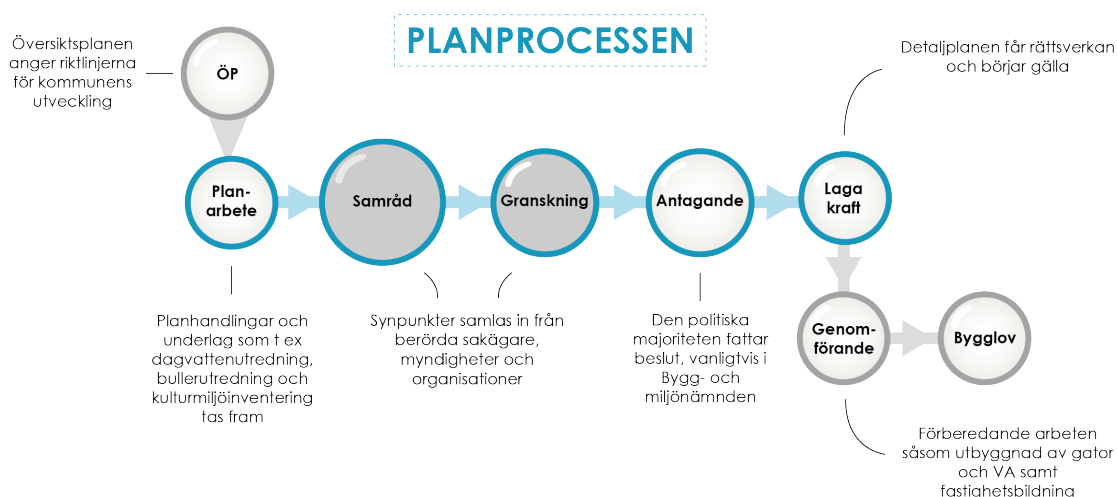 PLANPROCESSEN
Översiktsplanen
anger riktlinjerna
för kommunens
utveckling
ÖP
Detaljplanen får rättsverkan
och börjar gälla
Plan-
arbete
Samråd
Granskning
Antagande
Laga
kraft
Planhandlingar och
underlag som t ex
dagvattenutredning,
bullerutredning och
kulturmiljöinventering
tas fram
Synpunkter samlas in från
berörda sakägare,
myndigheter och
organisationer
Den politiska
majoriteten fattar
beslut, vanligtvis i
Bygg- och
miljönämnden
Genom-
förande
Bygglov
Förberedande arbeten
såsom utbyggnad av gator
och VA samt
fastighetsbildning